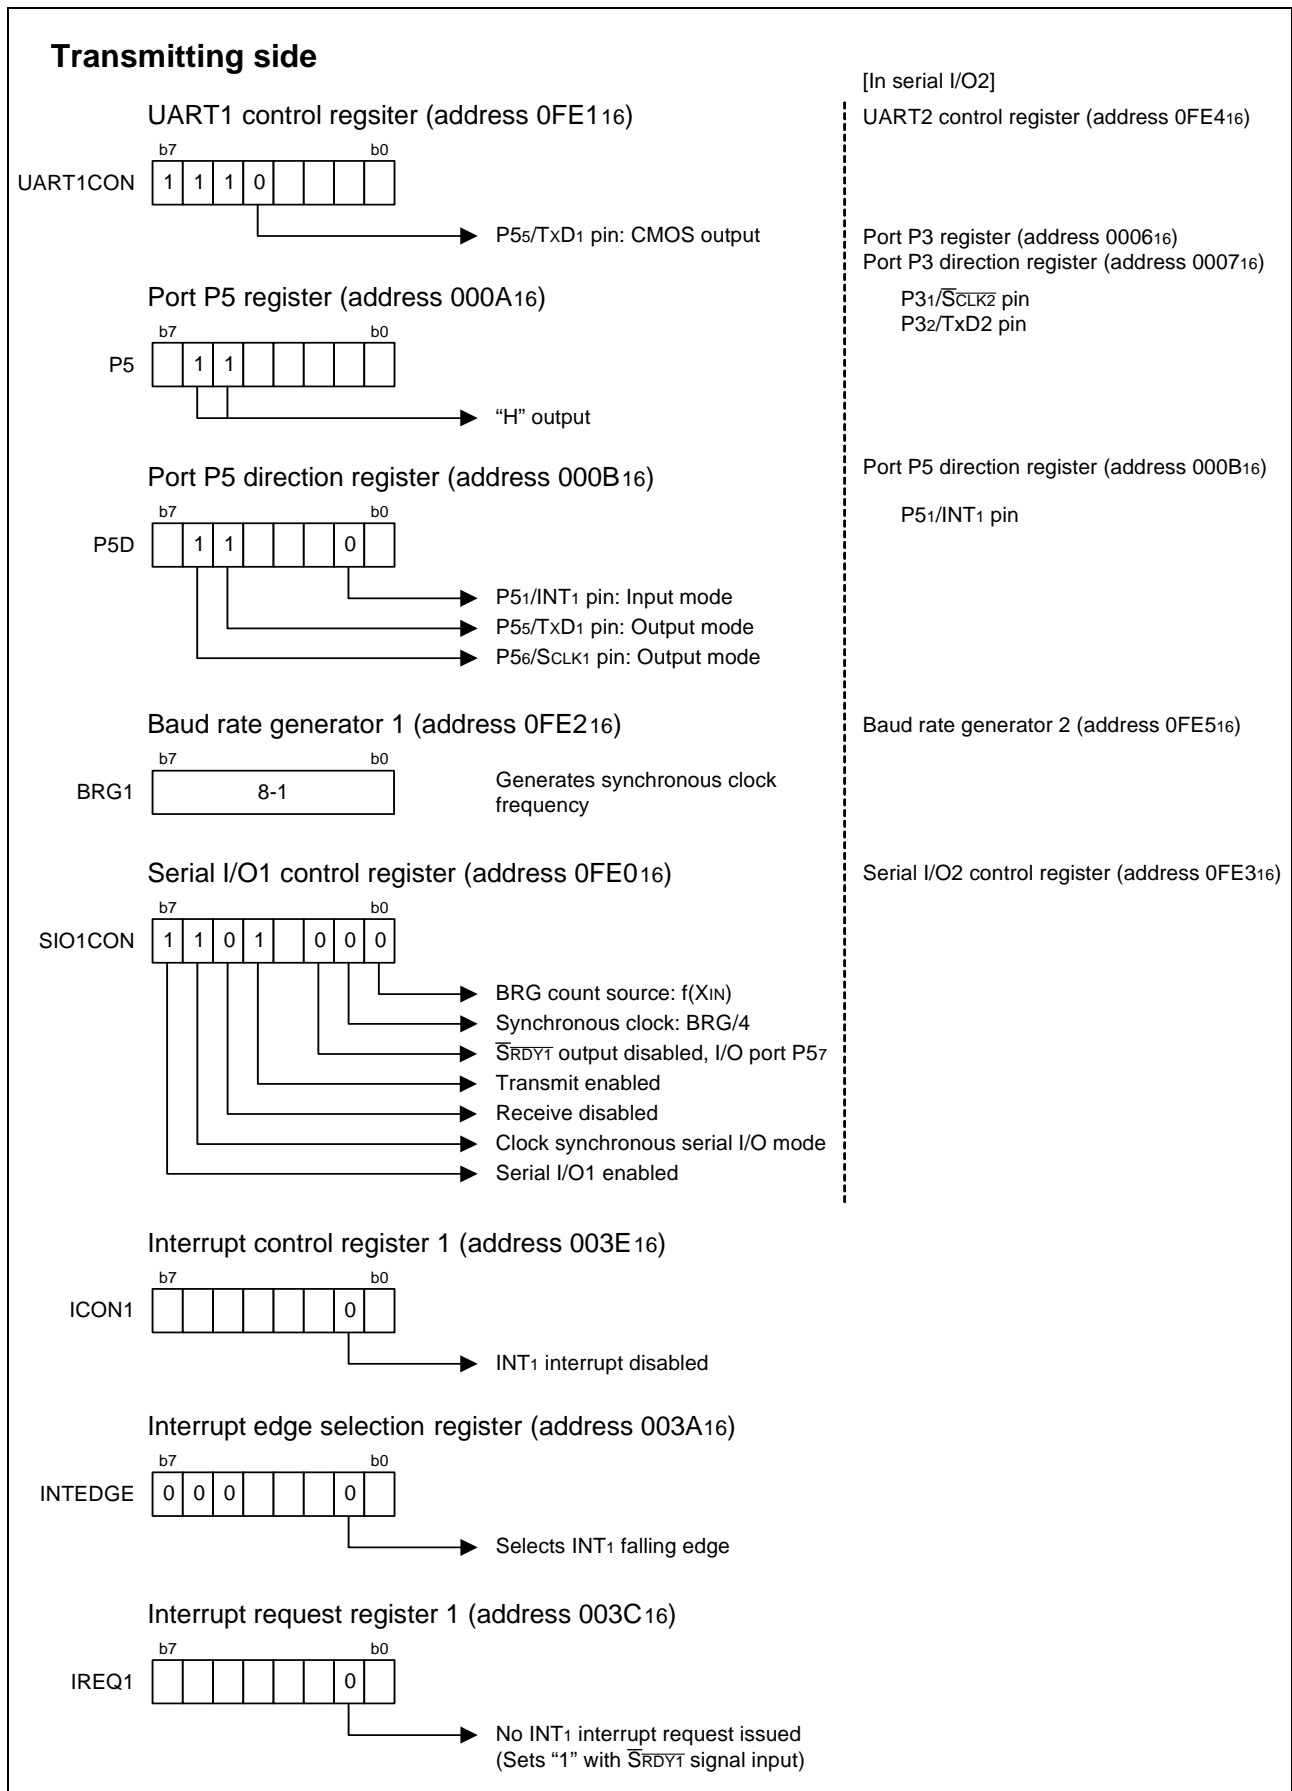 Transmitting side
[In serial I/O2]
UART1 control regsiter (address 0FE116)
UART2 control register (address 0FE416)
b7 b0
UART1CON 1 1 1 0
P55/TXD1 pin: CMOS output
Port P3 register (address 000616)
Port P3 direction register (address 000716)
P31/SCLK2 pin
P32/TxD2 pin
Port P5 register (address 000A16)
b7 b0
P5 1 1
“H” output
Port P5 direction register (address 000B16)
Port P5 direction register (address 000B16)
P51/INT1 pin
b7 b0
P5D 1 1 0
P51/INT1 pin: Input mode
P55/TXD1 pin: Output mode
P56/SCLK1 pin: Output mode
Baud rate generator 1 (address 0FE216)
Baud rate generator 2 (address 0FE516)
b7 b0
BRG1 8-1
Generates synchronous clock
frequency
Serial I/O1 control register (address 0FE016)
Serial I/O2 control register (address 0FE316)
b7 b0
SIO1CON 1 1 0 1 0 0 0
BRG count source: f(XIN)
Synchronous clock: BRG/4
SRDY1 output disabled, I/O port P57
Transmit enabled
Receive disabled
Clock synchronous serial I/O mode
Serial I/O1 enabled
Interrupt control register 1 (address 003E16)
b7 b0
ICON1 0
INT1 interrupt disabled
Interrupt edge selection register (address 003A16)
b7 b0
INTEDGE 0 0 0 0
Selects INT1 falling edge
Interrupt request register 1 (address 003C16)
b7 b0
IREQ1 0
No INT1 interrupt request issued
(Sets “1” with SRDY1 signal input)